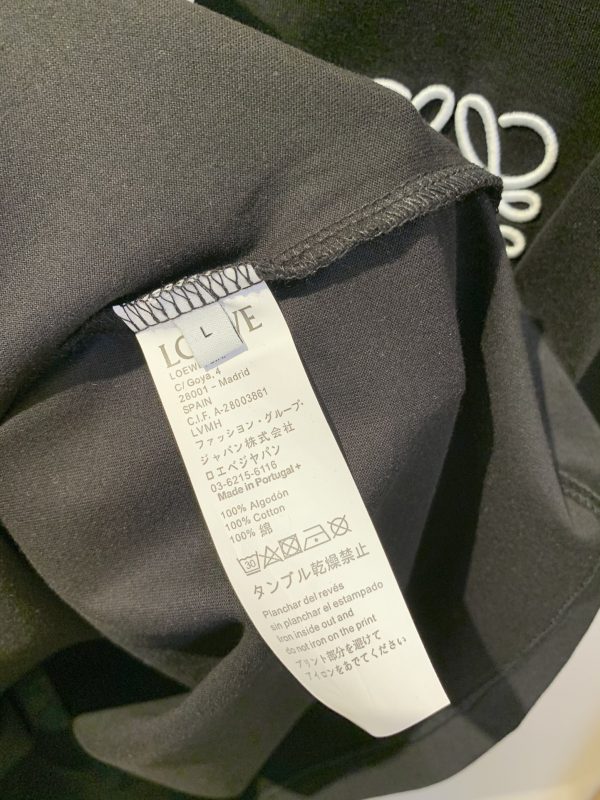 L
LOEWE
LOEWE
C/ Goya, 4
28001 - Madrid
SPAIN
C.I.F. A-28003861
LVMH
ファッション・グループ・
ジャパン株式会社
ロエベジャパン
03-6215-6116
Made in Portugal+
100% Algodón
100% Cotton
100% 綿
30
タンブル乾燥禁止
Planchar del revés
sin planchar el estampado
Iron inside out and
do not iron on the print
プリント部分を避けて
アイロンをあてください